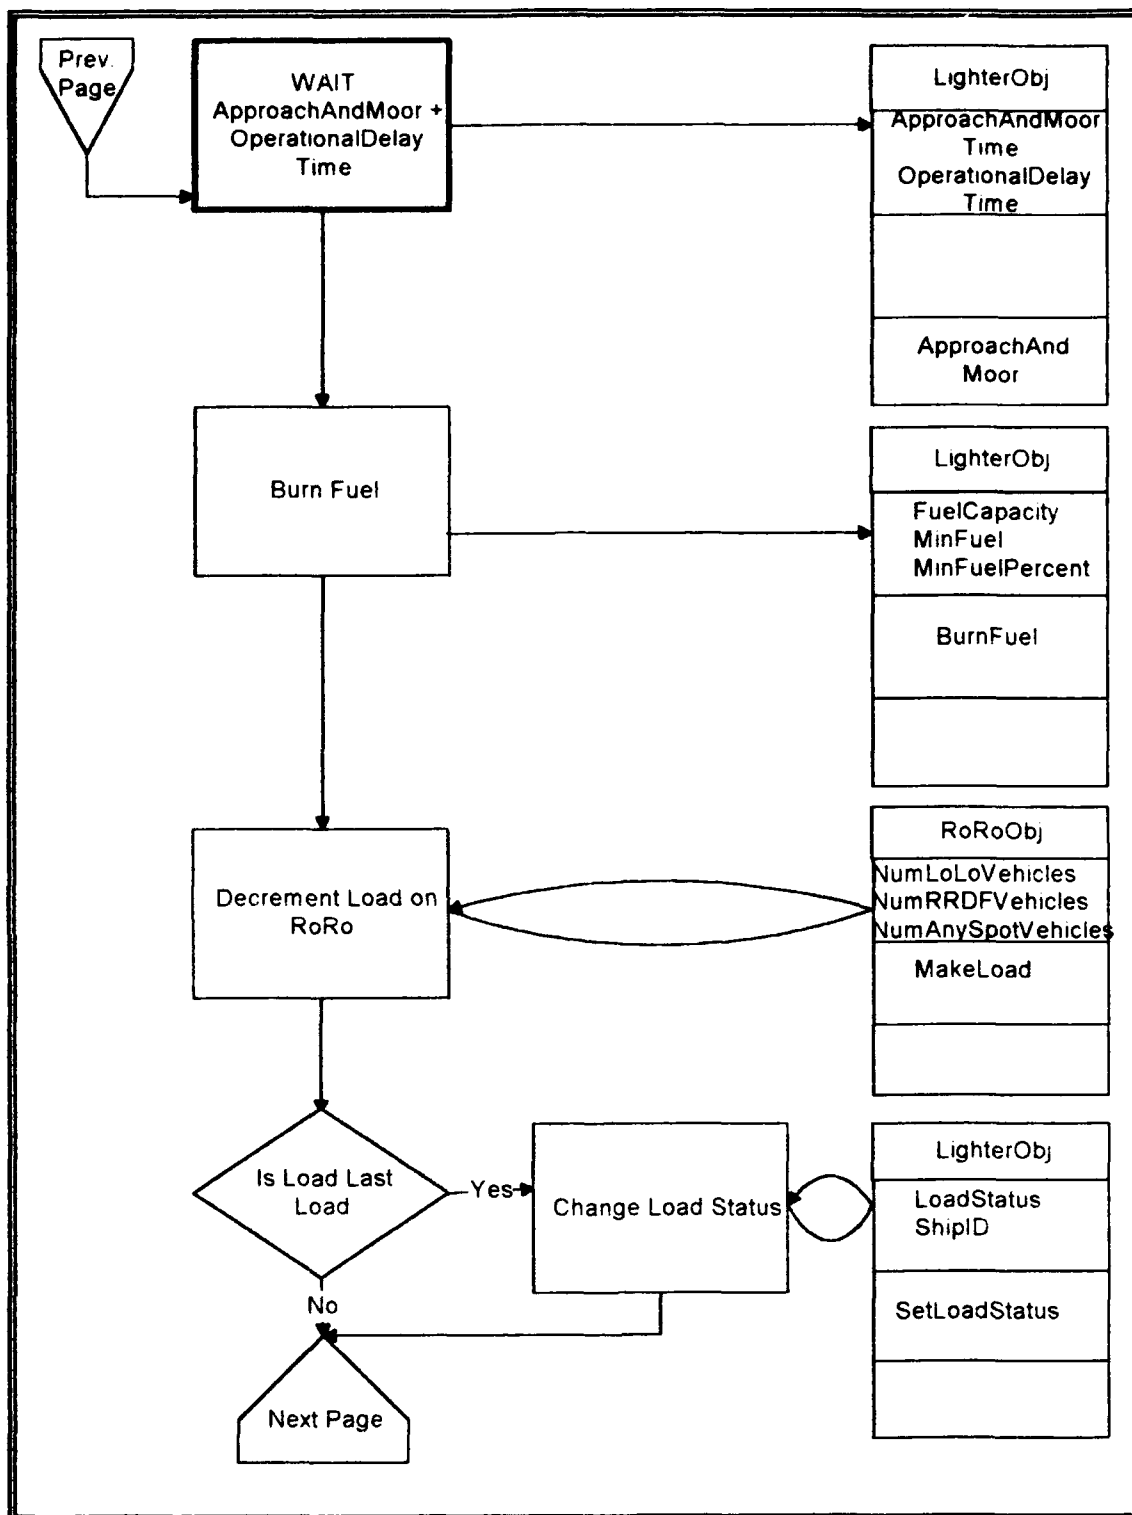 Prev.
Page
WAIT
ApproachAndMoor +
OperationalDelay
Time
LighterObj
ApproachAndMoor
Time
OperationalDelay
Time
ApproachAnd
Moor
Burn Fuel
LighterObj
FuelCapacity
MinFuel
MinFuelPercent
BurnFuel
Decrement Load on
RoRo
RoRoObj
NumLoLoVehicles
NumRRDFVehicles
NumAnySpotVehicles
MakeLoad
Is Load Last
Load
Yes
Change Load Status
LighterObj
LoadStatus
ShipID
SetLoadStatus
No
Next Page